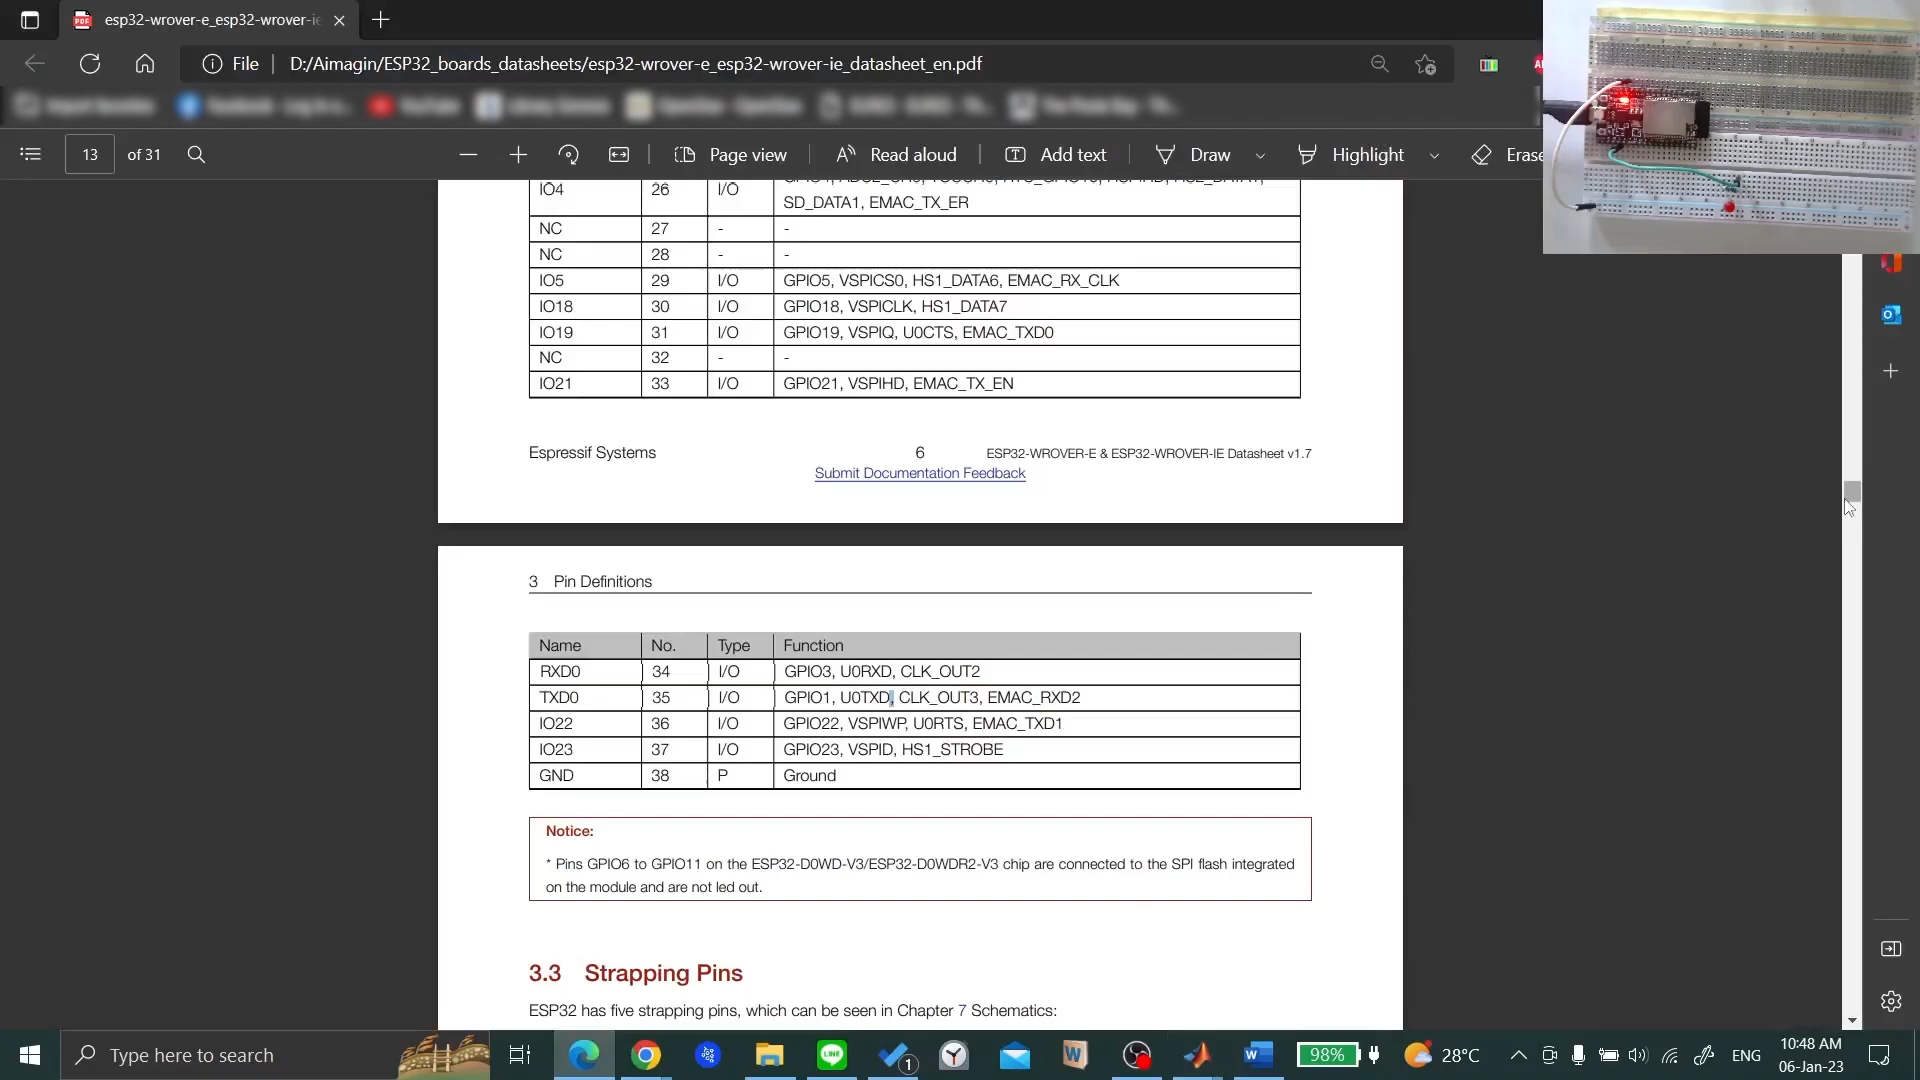 esp32-wrover-e_esp32-wrover-ie
File
D:/Aimagin/ESP32_boards_datasheets/esp32-wrover-e_esp32-wrover-ie_datasheet_en.pdf
13 of 31
Page view
Read aloud
Add text
Draw
Highlight
Erase
IO4 26 I/O
SD_DATA1, EMAC_TX_ER
NC 27 - -
NC 28 - -
IO5 29 I/O GPIO5, VSPICS0, HS1_DATA6, EMAC_RX_CLK
IO18 30 I/O GPIO18, VSPICLK, HS1_DATA7
IO19 31 I/O GPIO19, VSPIQ, U0CTS, EMAC_TXD0
NC 32 - -
IO21 33 I/O GPIO21, VSPIHD, EMAC_TX_EN
Espressif Systems 6 ESP32-WROVER-E & ESP32-WROVER-IE Datasheet v1.7
Submit Documentation Feedback
3 Pin Definitions
Name No. Type Function
RXD0 34 I/O GPIO3, U0RXD, CLK_OUT2
TXD0 35 I/O GPIO1, U0TXD, CLK_OUT3, EMAC_RXD2
IO22 36 I/O GPIO22, VSPIWP, U0RTS, EMAC_TXD1
IO23 37 I/O GPIO23, VSPID, HS1_STROBE
GND 38 P Ground
Notice:
* Pins GPIO6 to GPIO11 on the ESP32-D0WD-V3/ESP32-D0WDR2-V3 chip are connected to the SPI flash integrated
on the module and are not led out.
3.3 Strapping Pins
ESP32 has five strapping pins, which can be seen in Chapter 7 Schematics:
Type here to search
LINE
1
98%
28°C
ENG
10:48 AM
06-Jan-23